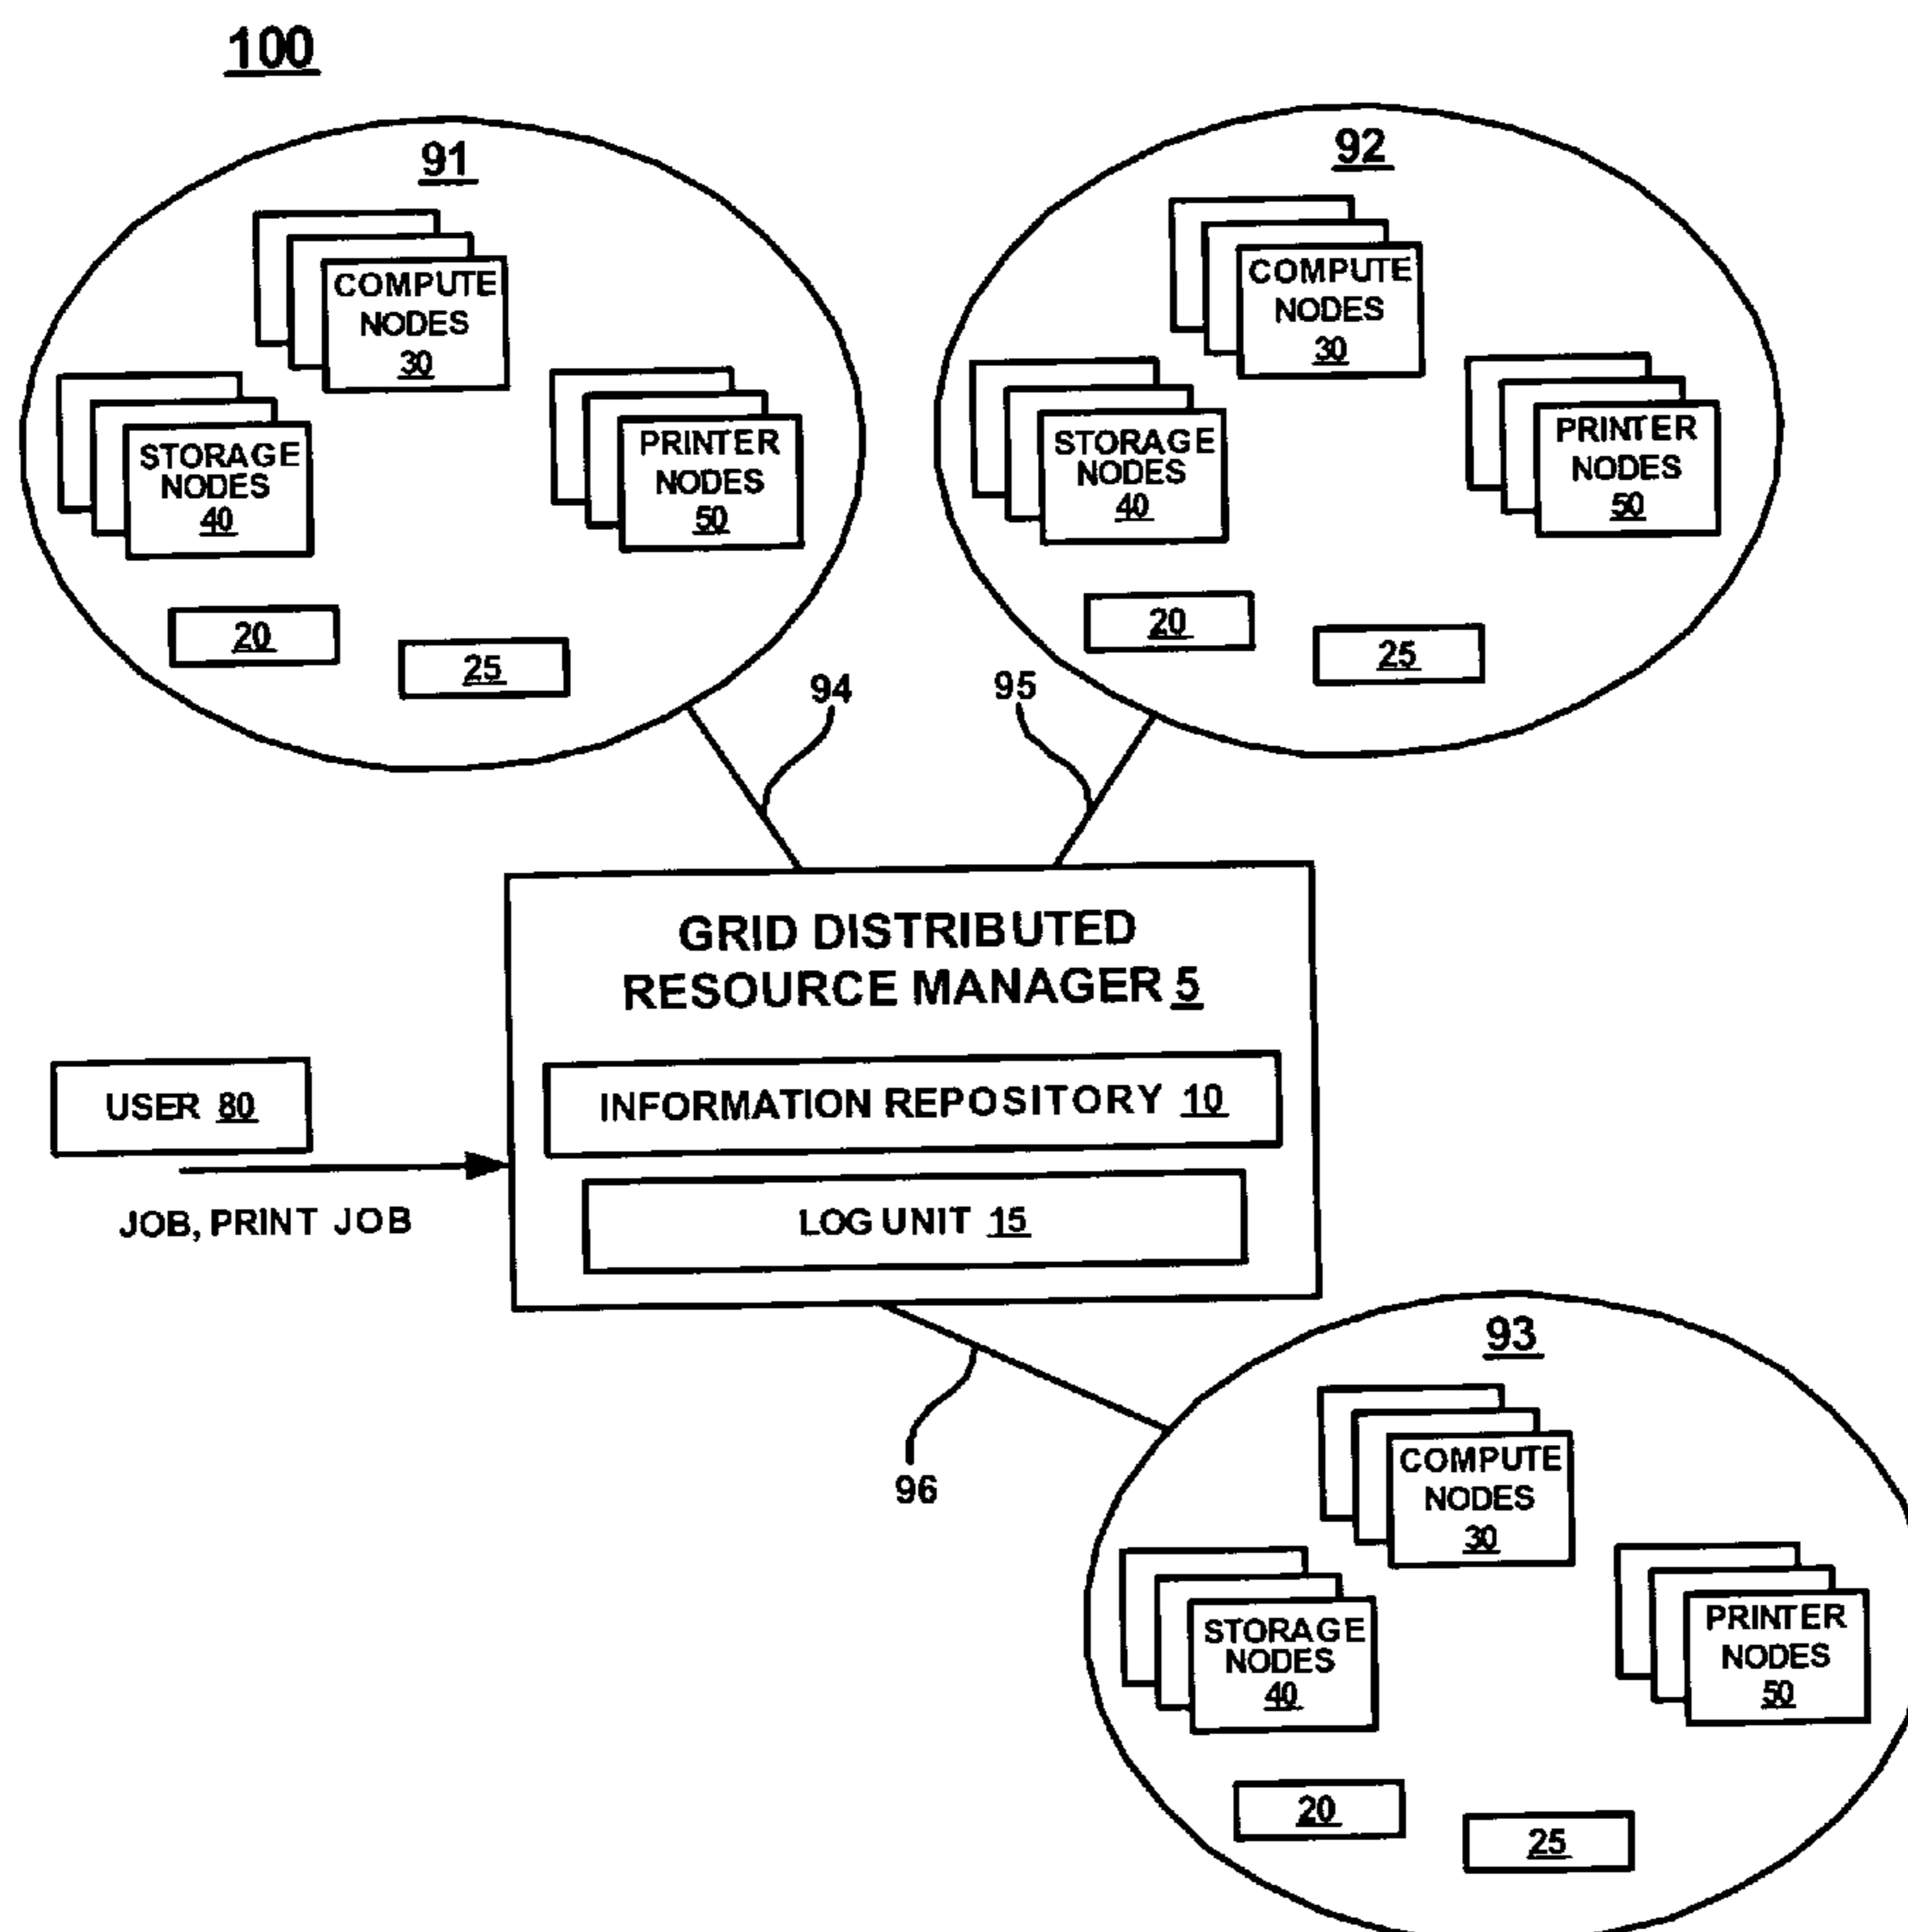 100
91
COMPUTE
NODES
30
STORAGE
NODES
40
PRINTER
NODES
50
20
25
92
COMPUTE
NODES
30
STORAGE
NODES
40
PRINTER
NODES
50
20
25
94
95
GRID DISTRIBUTED
RESOURCE MANAGER 5
INFORMATION REPOSITORY 10
LOG UNIT 15
USER 80
JOB, PRINT JOB
96
93
COMPUTE
NODES
30
STORAGE
NODES
40
PRINTER
NODES
50
20
25